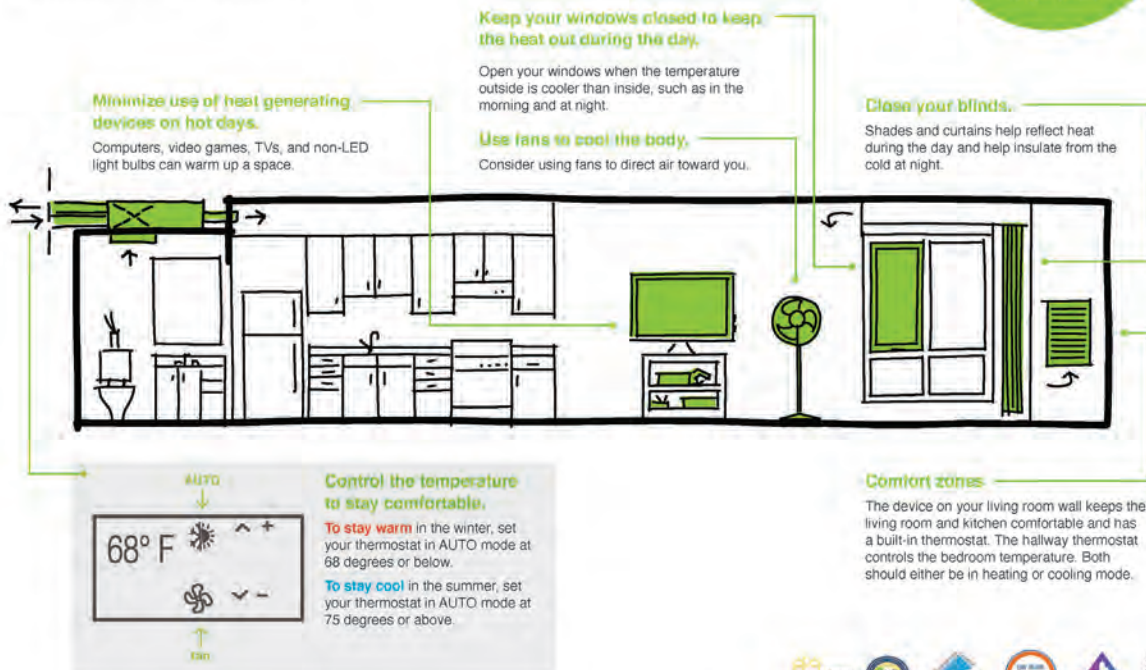 Keep your windows closed to keep
the heat out during the day.
Open your windows when the temperature
outside is cooler than inside, such as in the
morning and at night.
Minimize use of heat generating
devices on hot days.
Computers, video games, TVs, and non-LED
light bulbs can warm up a space.
Use fans to cool the body.
Consider using fans to direct air toward you.
Close your blinds.
Shades and curtains help reflect heat
during the day and help insulate from the
cold at night.
AUTO
68° F
fan
Control the temperature
to stay comfortable.
To stay warm in the winter, set
your thermostat in AUTO mode at
68 degrees or below.
To stay cool in the summer, set
your thermostat in AUTO mode at
75 degrees or above.
Comfort zones
The device on your living room wall keeps the
living room and kitchen comfortable and has
a built-in thermostat. The hallway thermostat
controls the bedroom temperature. Both
should either be in heating or cooling mode.